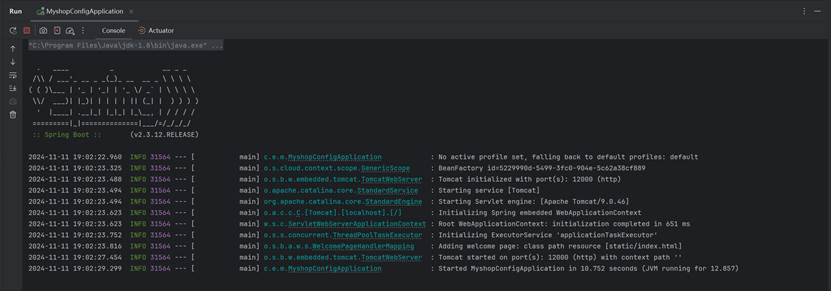 Run MyshopConfigApplication
Console Actuator
"C:\Program Files\Java\jdk-1.8\bin\java.exe" ...
  .   ____          _            __ _ _
 /\\ / ___'_ __ _ _(_)_ __  __ _ \ \ \ \
( ( )\___ | '_ | '_| | '_ \/ _` | \ \ \ \
 \\/  ___)| |_)| | | | | || (_| |  ) ) ) )
  '  |____| .__|_| |_|_| |_\__, | / / / /
 =========|_|==============|___/=/_/_/_/
 :: Spring Boot ::       (v2.3.12.RELEASE)
2024-11-11 19:02:22.960  INFO 31564 --- [           main] c.e.m.MyshopConfigApplication            : No active profile set, falling back to default profiles: default
2024-11-11 19:02:23.325  INFO 31564 --- [           main] o.s.cloud.context.scope.GenericScope     : BeanFactory id=5229990d-5499-3fc0-904e-5c62a38cf889
2024-11-11 19:02:23.488  INFO 31564 --- [           main] o.s.b.w.embedded.tomcat.TomcatWebServer  : Tomcat initialized with port(s): 12000 (http)
2024-11-11 19:02:23.494  INFO 31564 --- [           main] o.apache.catalina.core.StandardService   : Starting service [Tomcat]
2024-11-11 19:02:23.494  INFO 31564 --- [           main] org.apache.catalina.core.StandardEngine  : Starting Servlet engine: [Apache Tomcat/9.0.46]
2024-11-11 19:02:23.623  INFO 31564 --- [           main] o.a.c.c.C.[Tomcat].[localhost].[/]       : Initializing Spring embedded WebApplicationContext
2024-11-11 19:02:23.623  INFO 31564 --- [           main] w.s.c.ServletWebServerApplicationContext : Root WebApplicationContext: initialization completed in 651 ms
2024-11-11 19:02:23.752  INFO 31564 --- [           main] o.s.s.concurrent.ThreadPoolTaskExecutor  : Initializing ExecutorService 'applicationTaskExecutor'
2024-11-11 19:02:23.816  INFO 31564 --- [           main] o.s.b.a.w.s.WelcomePageHandlerMapping    : Adding welcome page: class path resource [static/index.html]
2024-11-11 19:02:27.454  INFO 31564 --- [           main] o.s.b.w.embedded.tomcat.TomcatWebServer  : Tomcat started on port(s): 12000 (http) with context path ''
2024-11-11 19:02:29.299  INFO 31564 --- [           main] c.e.m.MyshopConfigApplication            : Started MyshopConfigApplication in 10.752 seconds (JVM running for 12.857)